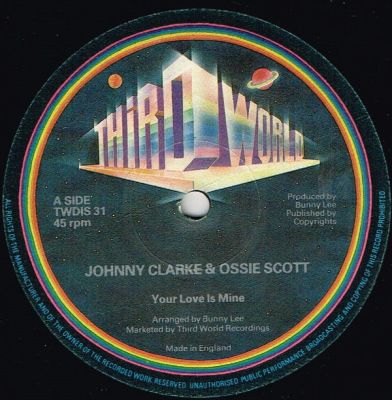 THIRD WORLD
A SIDE
TWDIS 31
45 rpm
Produced by
Bunny Lee
Published by
Copyrights
JOHNNY CLARKE & OSSIE SCOTT
Your Love Is Mine
Arranged by Bunny Lee
Marketed by Third World Recordings
Made in England
ALL RIGHTS OF THE MANUFACTURER AND OF THE OWNER OF THE RECORDED WORK RESERVED. UNAUTHORISED PUBLIC PERFORMANCE BROADCASTING AND COPYING OF THIS RECORD PROHIBITED